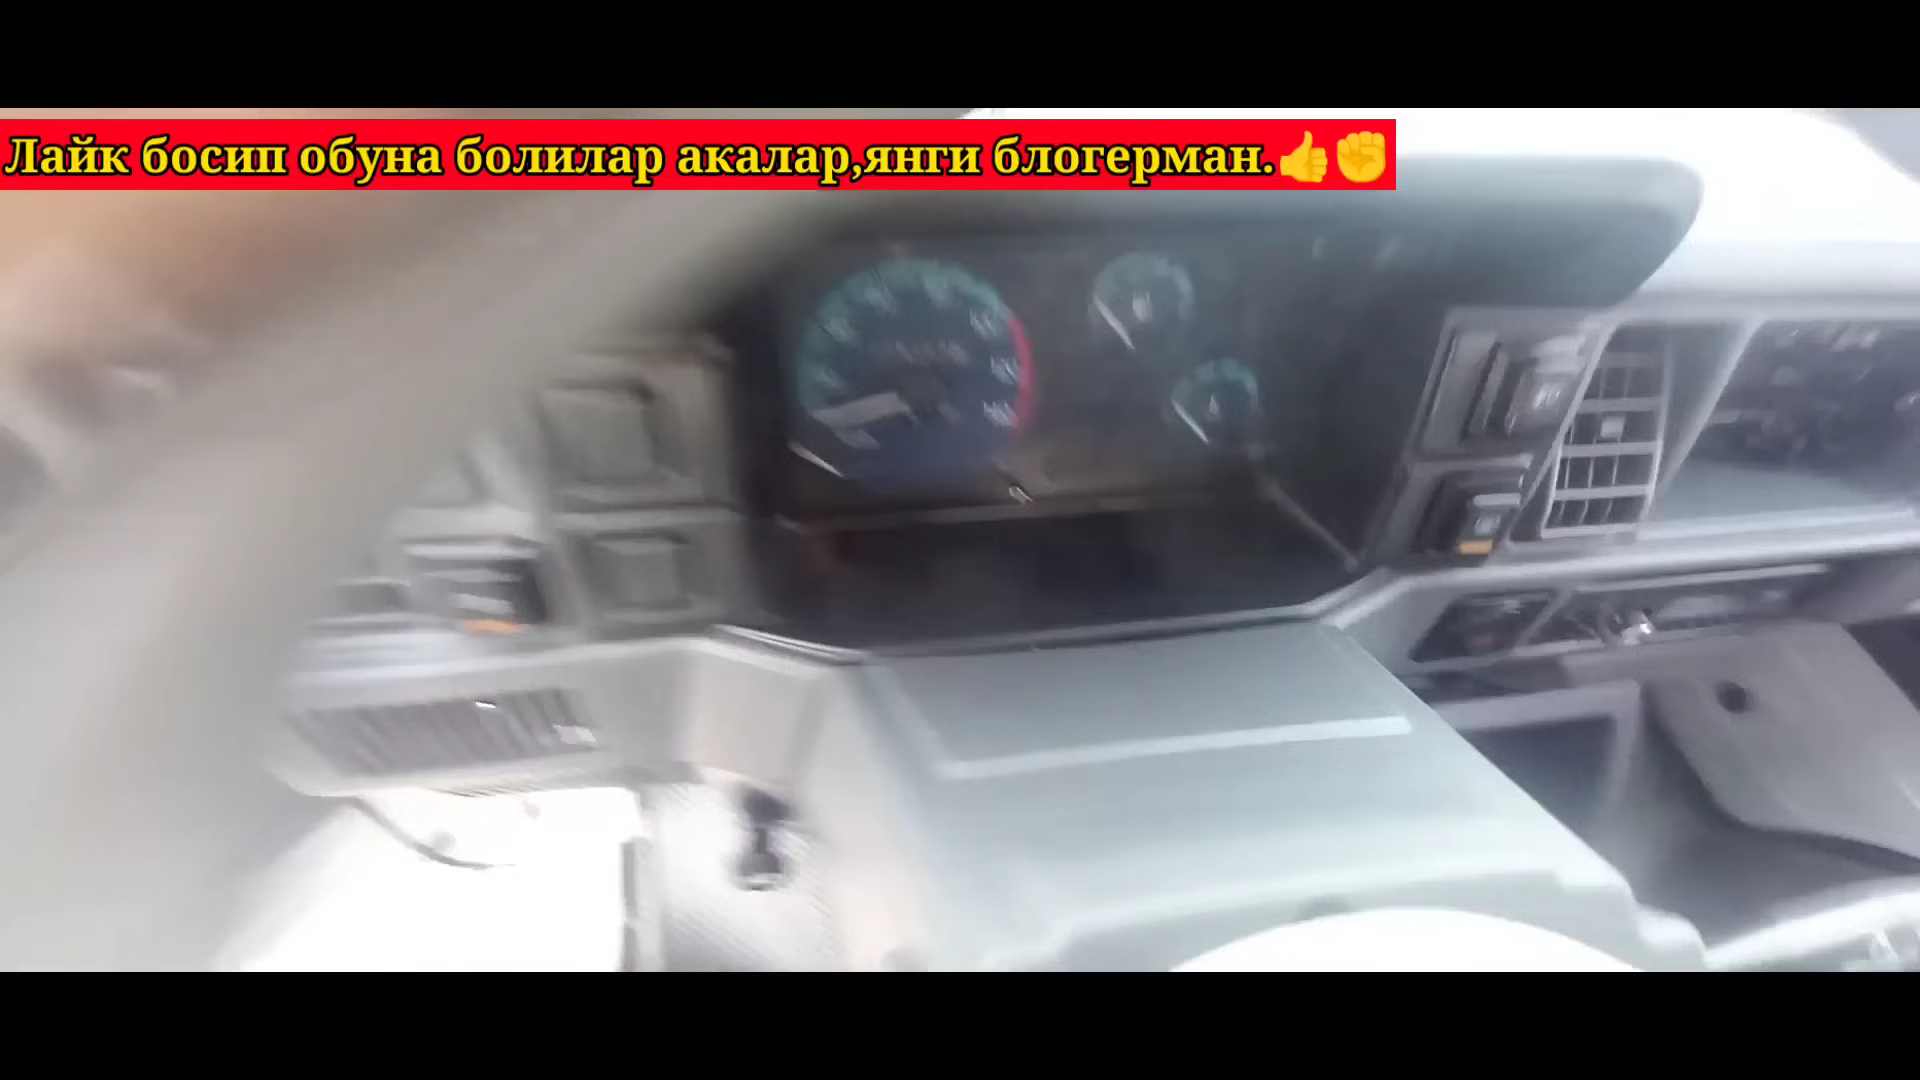 Лайк босип обуна болилар акалар,янги блогерман.👍✊